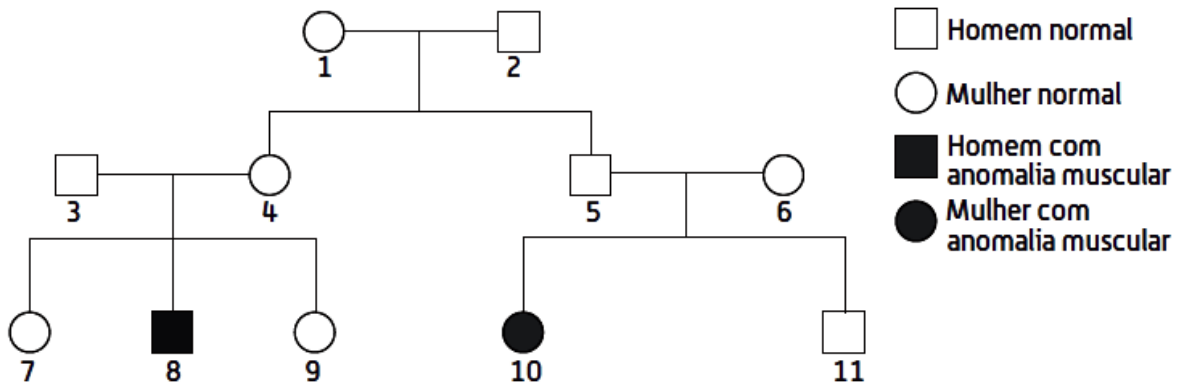 1
2
3
4
5
6
7
8
9
10
11
Homem normal
Mulher normal
Homem com
anomalia muscular
Mulher com
anomalia muscular